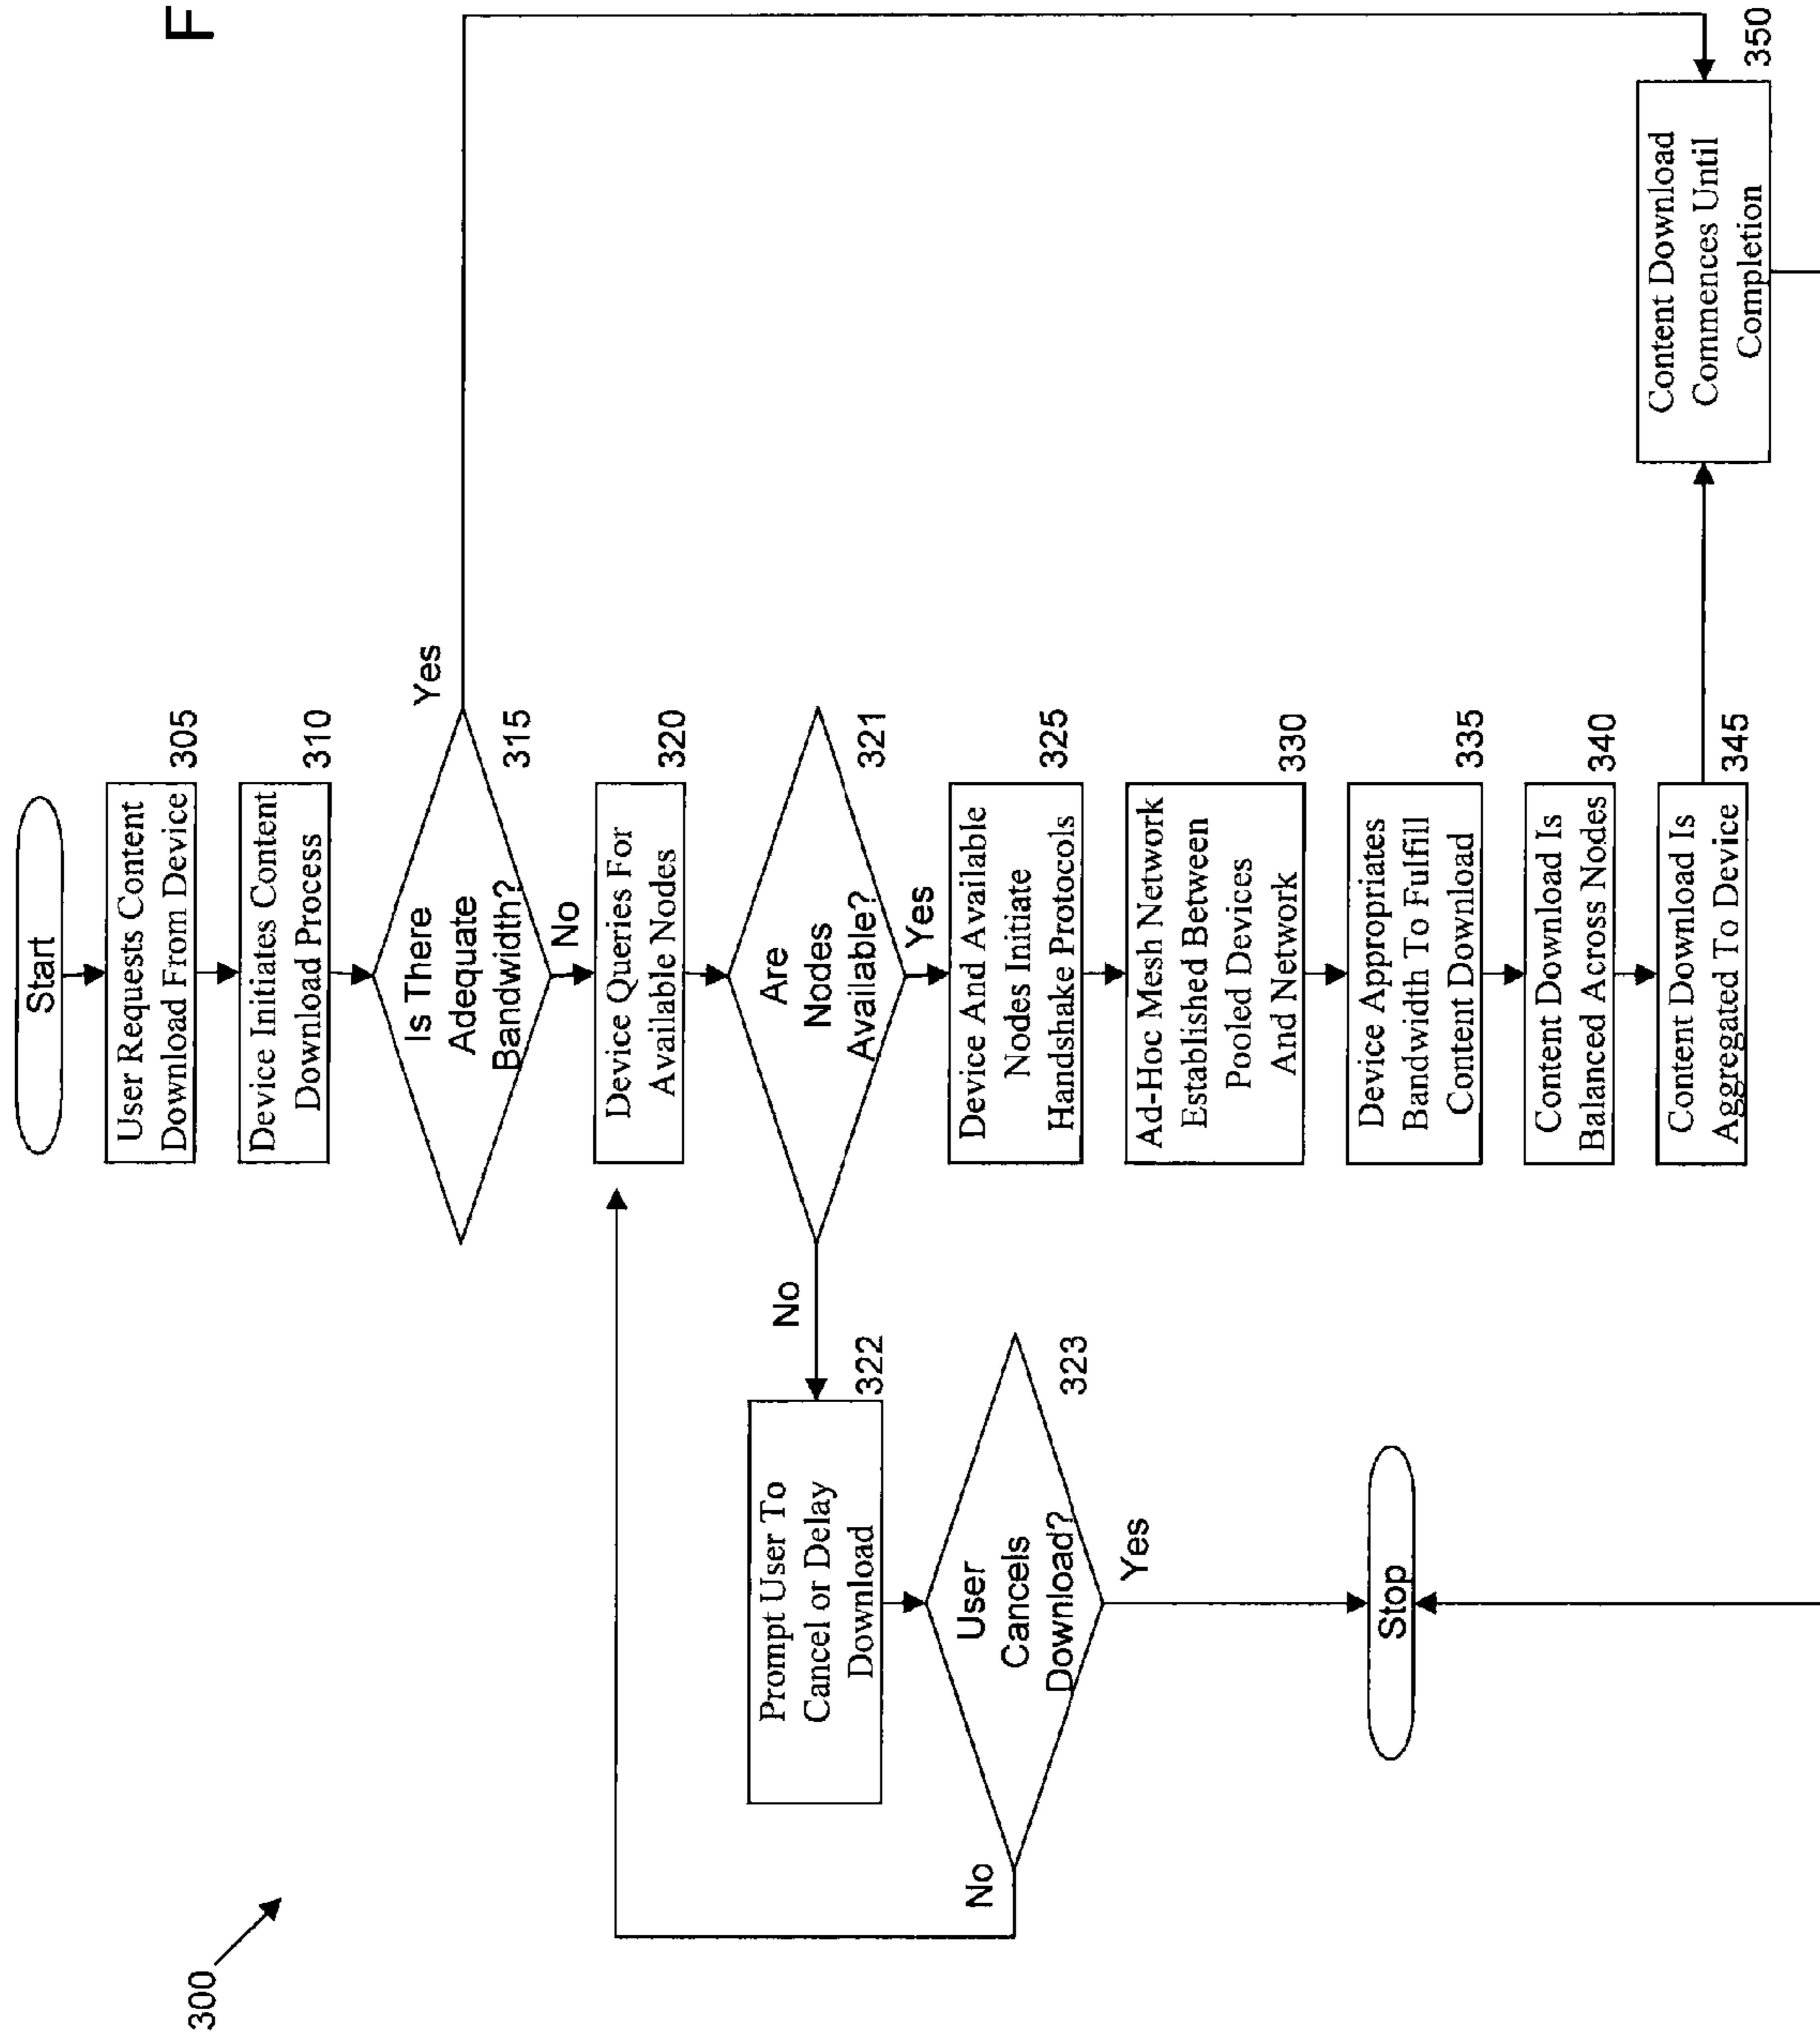 F
300
Start
User Requests Content
Download From Device
305
Device Initiates Content
Download Process
310
Is There
Adequate
Bandwidth?
315
Yes
No
Device Queries For
Available Nodes
320
Are
Nodes
Available?
321
No
Yes
Prompt User To
Cancel or Delay
Download
322
User
Cancels
Download?
323
No
Yes
Stop
Device And Available
Nodes Initiate
Handshake Protocols
325
Ad-Hoc Mesh Network
Established Between
Pooled Devices
And Network
330
Device Appropriates
Bandwidth To Fulfill
Content Download
335
Content Download Is
Balanced Across Nodes
340
Content Download Is
Aggregated To Device
345
Content Download
Commences Until
Completion
350